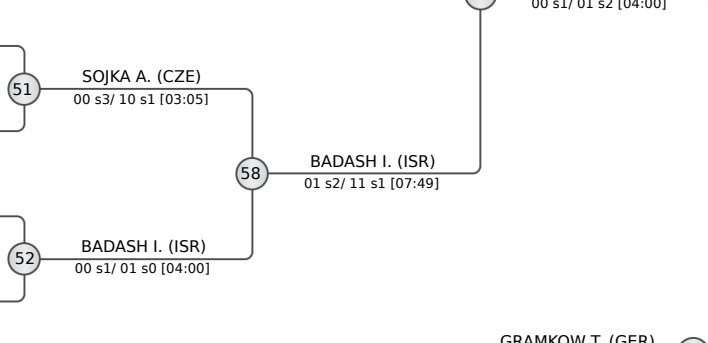 00 s1/ 01 s2 [04:00]
SOJKA A. (CZE)
51
00 s3/ 10 s1 [03:05]
BADASH I. (ISR)
58
01 s2/ 11 s1 [07:49]
BADASH I. (ISR)
52
00 s1/ 01 s0 [04:00]
GRAMKOW T. (GER)